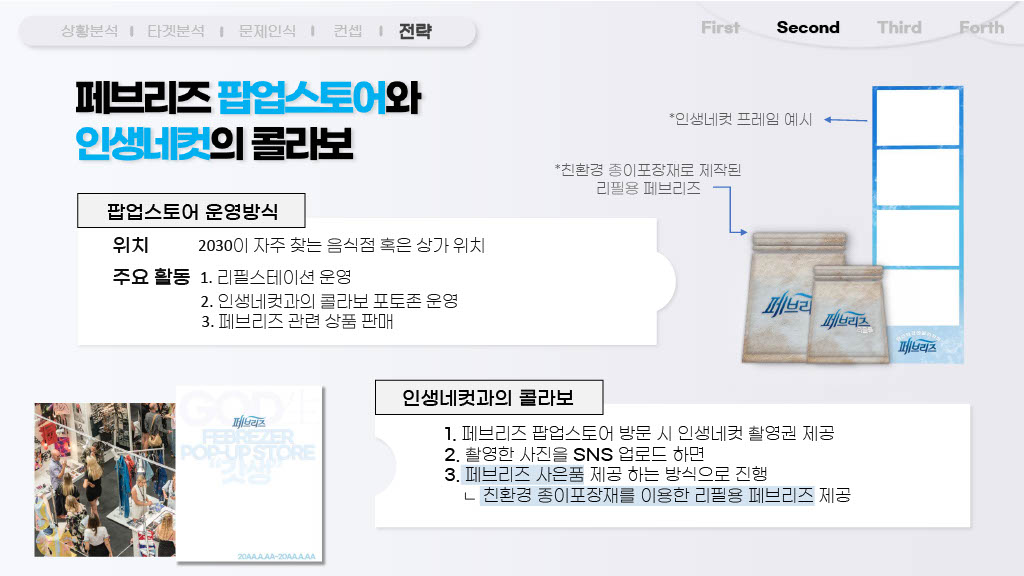 상황분석 | 타겟분석 | 문제인식 | 컨셉 | 전략
First Second Third Forth
페브리즈 팝업스토어와
인생네컷의 콜라보
*인생네컷 프레임 예시
*친환경 종이포장재로 제작된
리필용 페브리즈
팝업스토어 운영방식
위치 2030이 자주 찾는 음식점 혹은 상가 위치
주요 활동 1. 리필스테이션 운영
2. 인생네컷과의 콜라보 포토존 운영
3. 페브리즈 관련 상품 판매
페브리즈
페브리즈
페브리즈
인생네컷과의 콜라보
1. 페브리즈 팝업스토어 방문 시 인생네컷 촬영권 제공
2. 촬영한 사진을 SNS 업로드 하면
3. 페브리즈 사은품 제공 하는 방식으로 진행
ㄴ 친환경 종이포장재를 이용한 리필용 페브리즈 제공
페브리즈
FEBREZER
POP-UP STORE
"갓생"
20AA.A.AA-20AA.A.AA